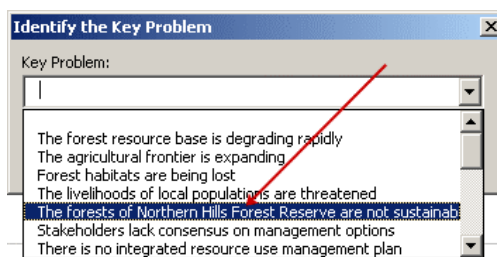 Identify the Key Problem
Key Problem:
The forest resource base is degrading rapidly
The agricultural frontier is expanding
Forest habitats are being lost
The livelihoods of local populations are threatened
The forests of Northern Hills Forest Reserve are not sustainab
Stakeholders lack consensus on management options
There is no integrated resource use management plan